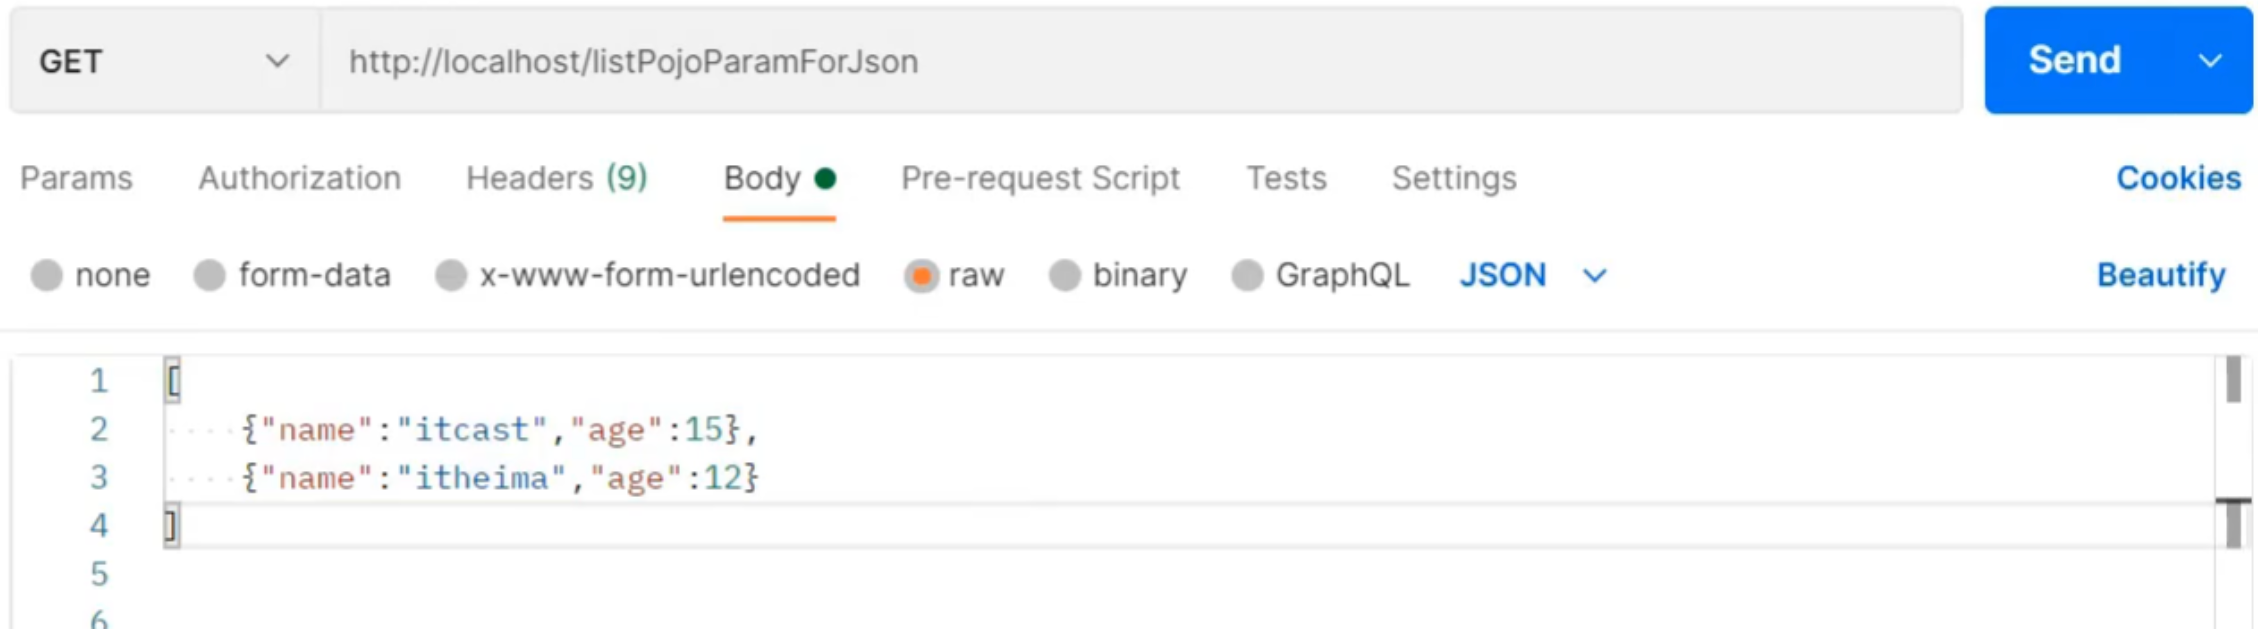 GET http://localhost/listPojoParamForJson Send
Params Authorization Headers (9) Body Pre-request Script Tests Settings Cookies
none form-data x-www-form-urlencoded raw binary GraphQL JSON Beautify
1 [
2 {"name":"itcast","age":15},
3 {"name":"itheima","age":12}
4 ]
5
6